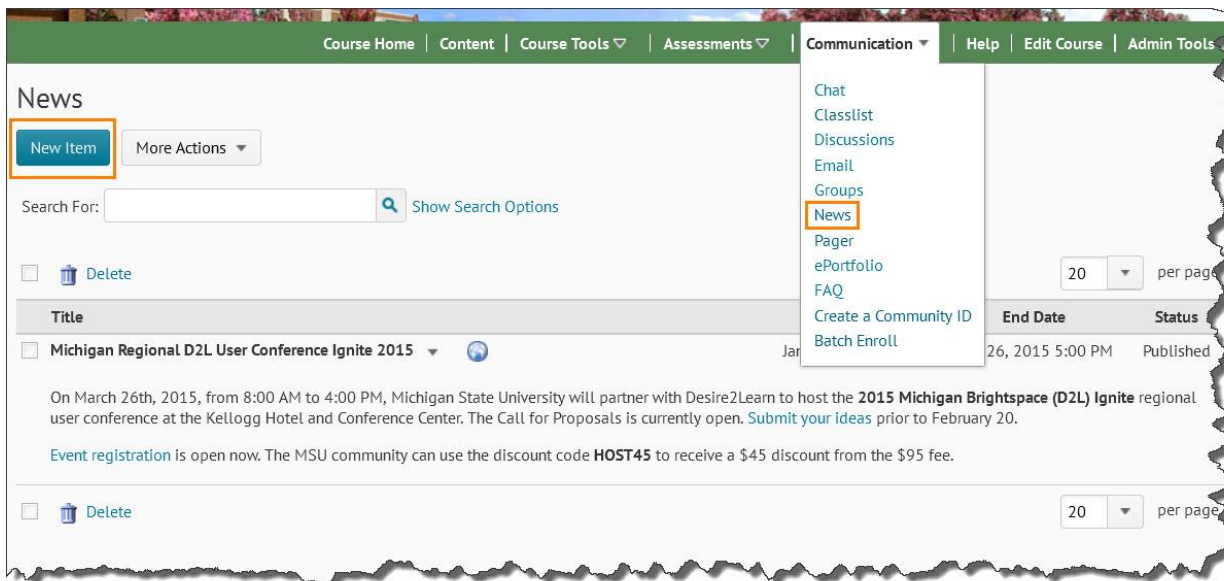 Course Home | Content | Course Tools | Assessments | Communication | Help | Edit Course | Admin Tools
Chat
Classlist
Discussions
Email
Groups
News
Pager
ePortfolio
FAQ
Create a Community ID
Batch Enroll
News
New Item More Actions
Search For: Show Search Options
Delete 20 per page
Title End Date Status
Michigan Regional D2L User Conference Ignite 2015 26, 2015 5:00 PM Published
On March 26th, 2015, from 8:00 AM to 4:00 PM, Michigan State University will partner with Desire2Learn to host the 2015 Michigan Brightspace (D2L) Ignite regional
user conference at the Kellogg Hotel and Conference Center. The Call for Proposals is currently open. Submit your ideas prior to February 20.
Event registration is open now. The MSU community can use the discount code HOST45 to receive a $45 discount from the $95 fee.
Delete 20 per page